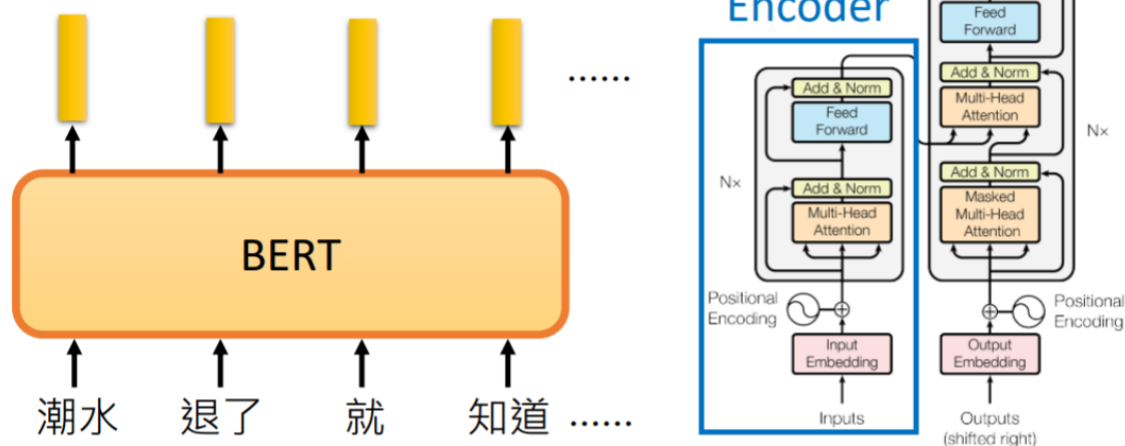 BERT
潮水 退了 就 知道 ......
......
Encoder
Add & Norm
Feed
Forward
Nx
Add & Norm
Multi-Head
Attention
Positional
Encoding
Input
Embedding
Inputs
Feed
Forward
Add & Norm
Multi-Head
Attention
Nx
Add & Norm
Masked
Multi-Head
Attention
Positional
Encoding
Output
Embedding
Outputs
(shifted right)